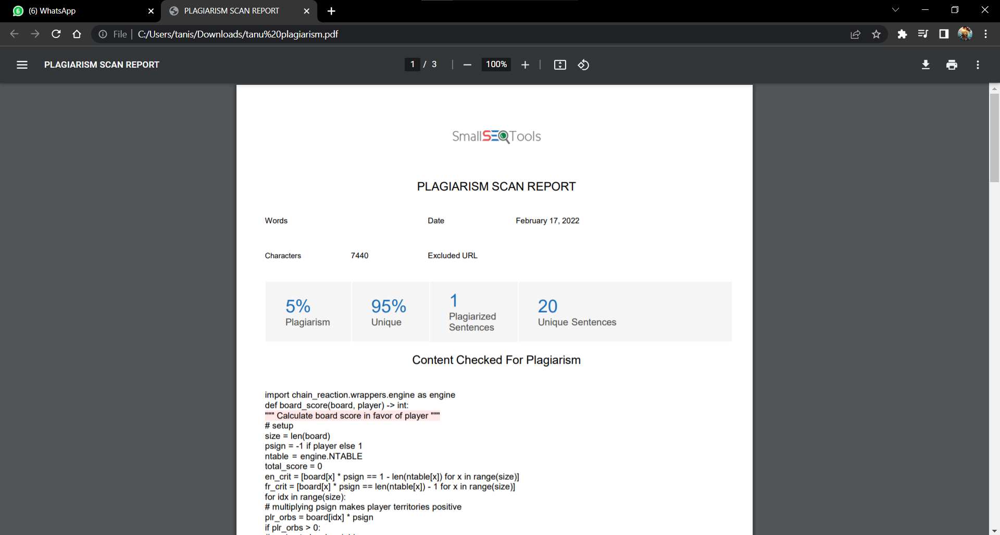 6 (6) WhatsApp
PLAGIARISM SCAN REPORT
File C:/Users/tanis/Downloads/tanu%20plagiarism.pdf
PLAGIARISM SCAN REPORT
1 / 3
100%
SmallSEOTools
PLAGIARISM SCAN REPORT
Words Date February 17, 2022
Characters 7440 Excluded URL
5%
Plagiarism
95%
Unique
1
Plagiarized
Sentences
20
Unique Sentences
Content Checked For Plagiarism
import chain_reaction.wrappers.engine as engine
def board_score(board, player) -> int:
""" Calculate board score in favor of player """
# setup
size = len(board)
psign = -1 if player else 1
ntable = engine.NTABLE
total_score = 0
en_crit = [board[x] * psign == 1 - len(ntable[x]) for x in range(size)]
fr_crit = [board[x] * psign == len(ntable[x]) - 1 for x in range(size)]
for idx in range(size):
# multiplying psign makes player territories positive
plr_orbs = board[idx] * psign
if plr_orbs > 0: